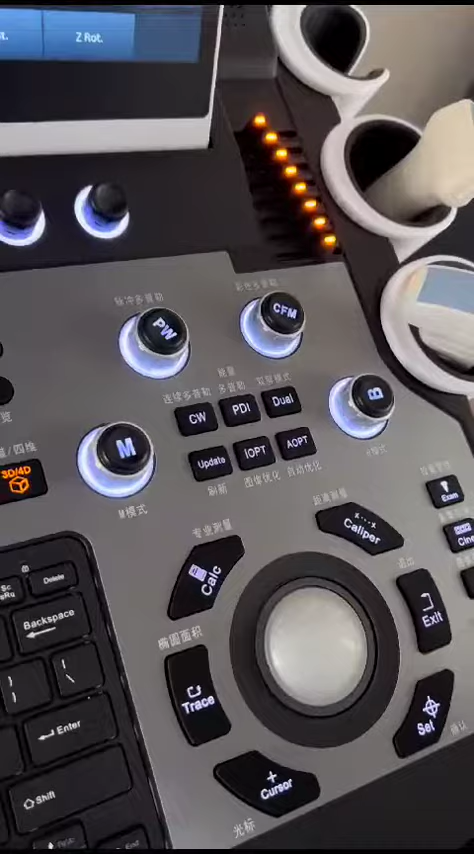 Z Rot.
脉冲多普勒
彩色多普勒
PW
CFM
能量
连续多普勒
多普勒
双层模式
CW
PDI
Dual
B
M
Update
IOPT
AOPT
刷新
图像优化
自动优化
M模式
3D/4D
Exam
Cine
距离测量
Caliper
专业测量
Calc
退出
Exit
椭圆面积
Trace
Sel
确认
Cursor
光标
Delete
Backspace
}
]
|
\
Enter
Shift
End